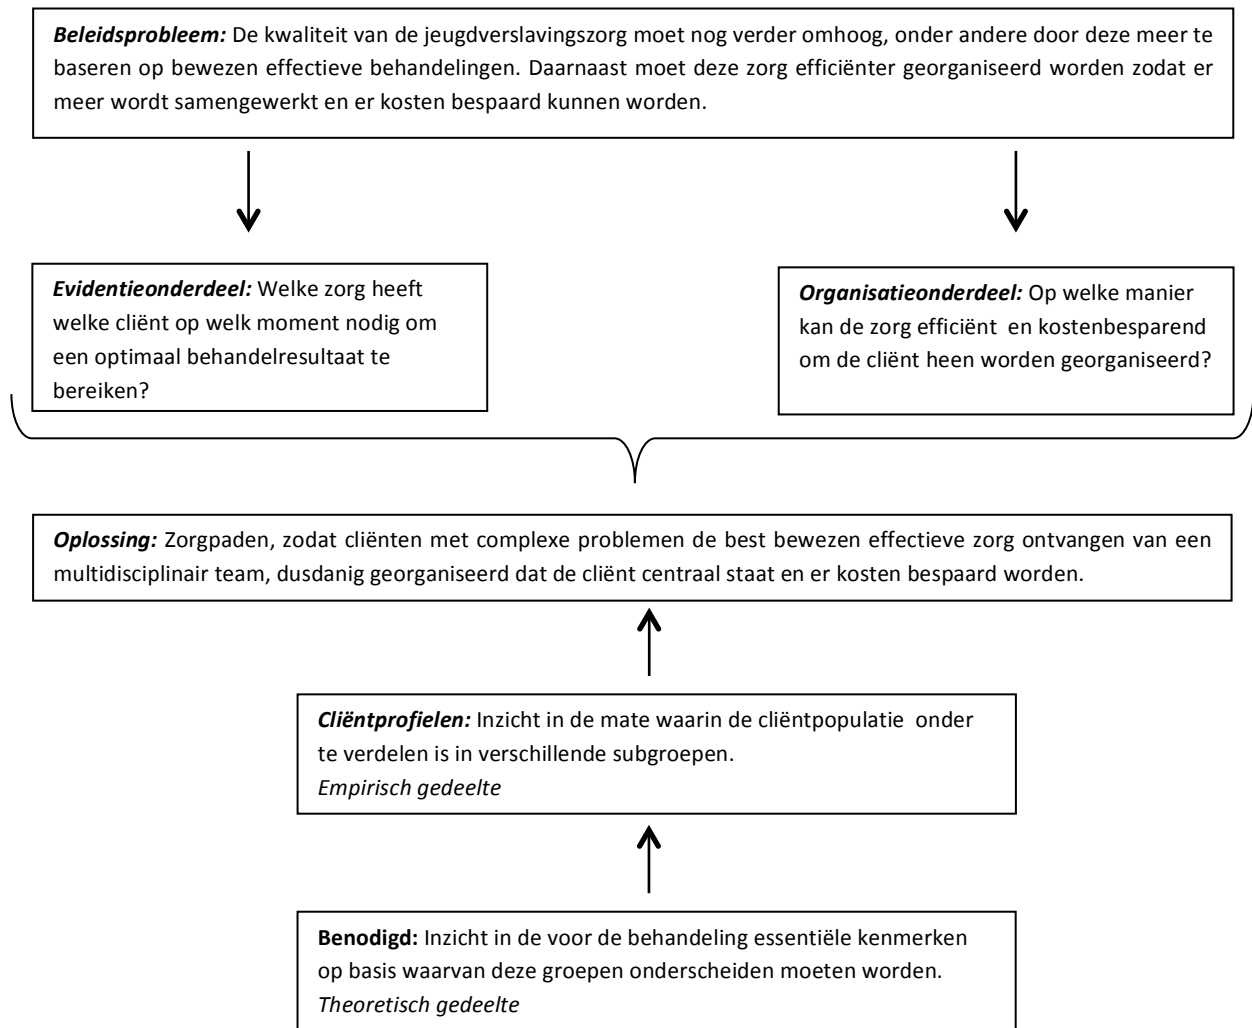 Beleidsprobleem: De kwaliteit van de jeugdverslavingszorg moet nog verder omhoog, onder andere door deze meer te
baseren op bewezen effectieve behandelingen. Daarnaast moet deze zorg efficiënter georganiseerd worden zodat er
meer wordt samengewerkt en er kosten bespaard kunnen worden.
Evidentieonderdeel: Welke zorg heeft
welke cliënt op welk moment nodig om
een optimaal behandelresultaat te
bereiken?
Organisatieonderdeel: Op welke manier
kan de zorg efficiënt en kostenbesparend
om de cliënt heen worden georganiseerd?
Oplossing: Zorgpaden, zodat cliënten met complexe problemen de best bewezen effectieve zorg ontvangen van een
multidisciplinair team, dusdanig georganiseerd dat de cliënt centraal staat en er kosten bespaard worden.
Cliëntprofielen: Inzicht in de mate waarin de cliëntpopulatie onder
te verdelen is in verschillende subgroepen.
Empirisch gedeelte
Benodigd: Inzicht in de voor de behandeling essentiële kenmerken
op basis waarvan deze groepen onderscheiden moeten worden.
Theoretisch gedeelte